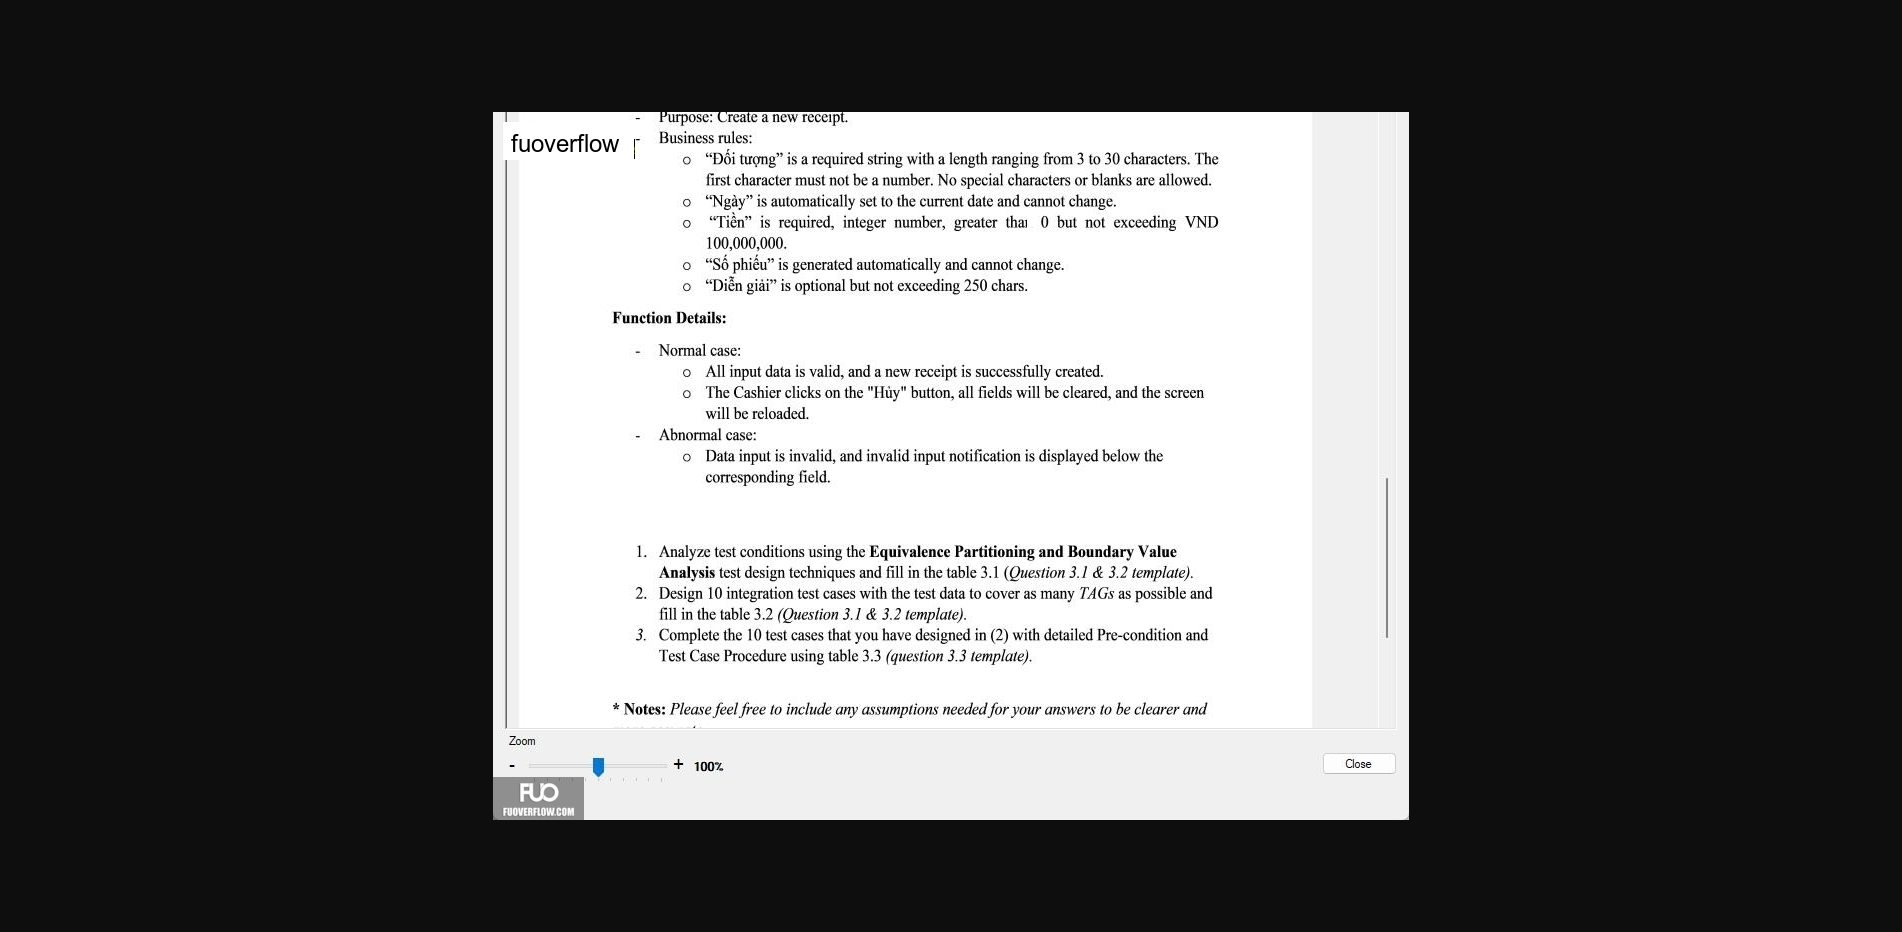 - Purpose: Create a new receipt.
fuoverflow
- Business rules:
o “Đối tượng” is a required string with a length ranging from 3 to 30 characters. The
first character must not be a number. No special characters or blanks are allowed.
o “Ngày” is automatically set to the current date and cannot change.
o “Tiền” is required, integer number, greater than 0 but not exceeding VND
100,000,000.
o “Số phiếu” is generated automatically and cannot change.
o “Diễn giải” is optional but not exceeding 250 chars.
Function Details:
- Normal case:
o All input data is valid, and a new receipt is successfully created.
o The Cashier clicks on the "Hủy" button, all fields will be cleared, and the screen
will be reloaded.
- Abnormal case:
o Data input is invalid, and invalid input notification is displayed below the
corresponding field.
1. Analyze test conditions using the Equivalence Partitioning and Boundary Value
Analysis test design techniques and fill in the table 3.1 (Question 3.1 & 3.2 template).
2. Design 10 integration test cases with the test data to cover as many TAGs as possible and
fill in the table 3.2 (Question 3.1 & 3.2 template).
3. Complete the 10 test cases that you have designed in (2) with detailed Pre-condition and
Test Case Procedure using table 3.3 (question 3.3 template).
* Notes: Please feel free to include any assumptions needed for your answers to be clearer and
Zoom
- + 100%
Close
FUO
FUOVERFLOW.COM